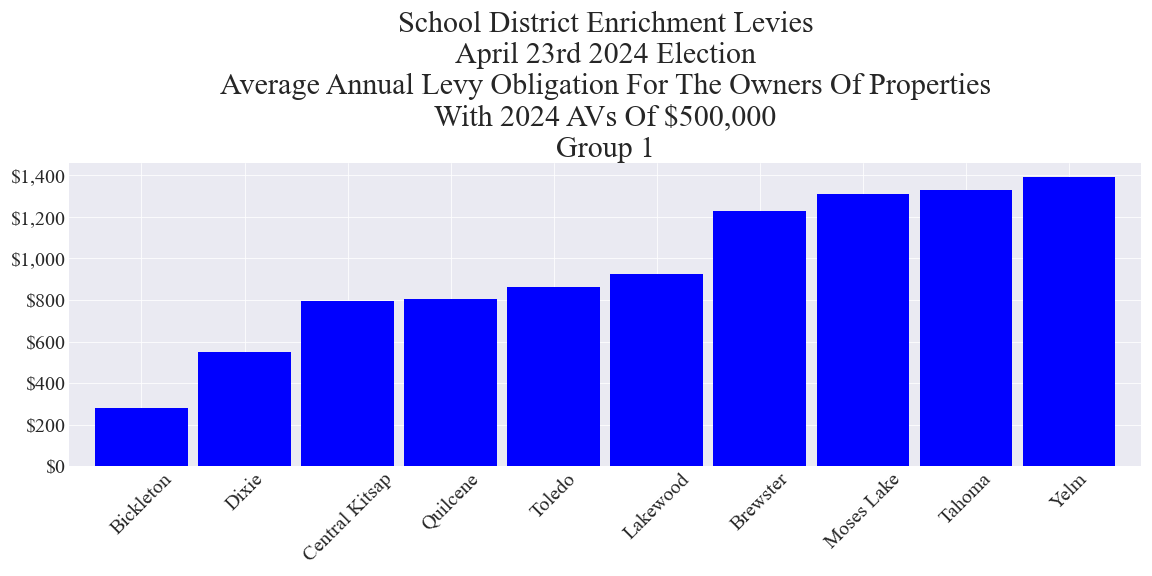 School District Enrichment Levies
April 23rd 2024 Election
Average Annual Levy Obligation For The Owners Of Properties
With 2024 AVs Of $500,000
Group 1
$1,400
$1,200
$1,000
$800
$600
$400
$200
$0
Bickleton
Dixie
Central Kitsap
Quilcene
Toledo
Lakewood
Brewster
Moses Lake
Tahoma
Yelm